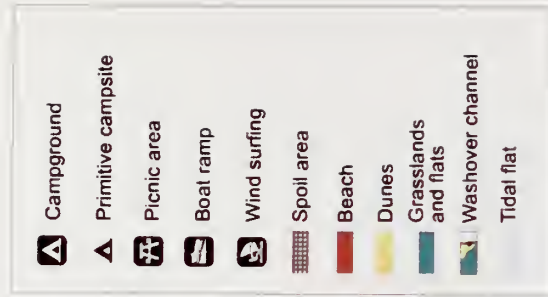 Campground
Primitive campsite
Picnic area
Boat ramp
Wind surfing
Spoil area
Beach
Dunes
Grasslands
and flats
Washover channel
Tidal flat